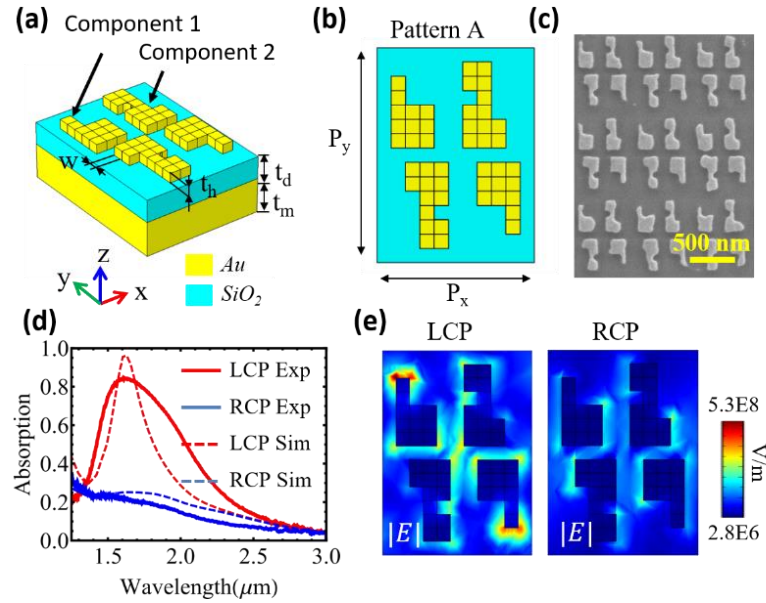 (a)
Component 1
Component 2
w
t_h
t_d
t_m
z
y
x
Au
SiO₂
(b)
Pattern A
P_y
P_x
(c)
500 nm
(d)
1.0
0.8
0.6
0.4
0.2
0.0
Absorption
LCP Exp
RCP Exp
LCP Sim
RCP Sim
1.5
2.0
2.5
3.0
Wavelength(μm)
(e)
LCP
RCP
|E|
|E|
5.3E8
V/m
2.8E6